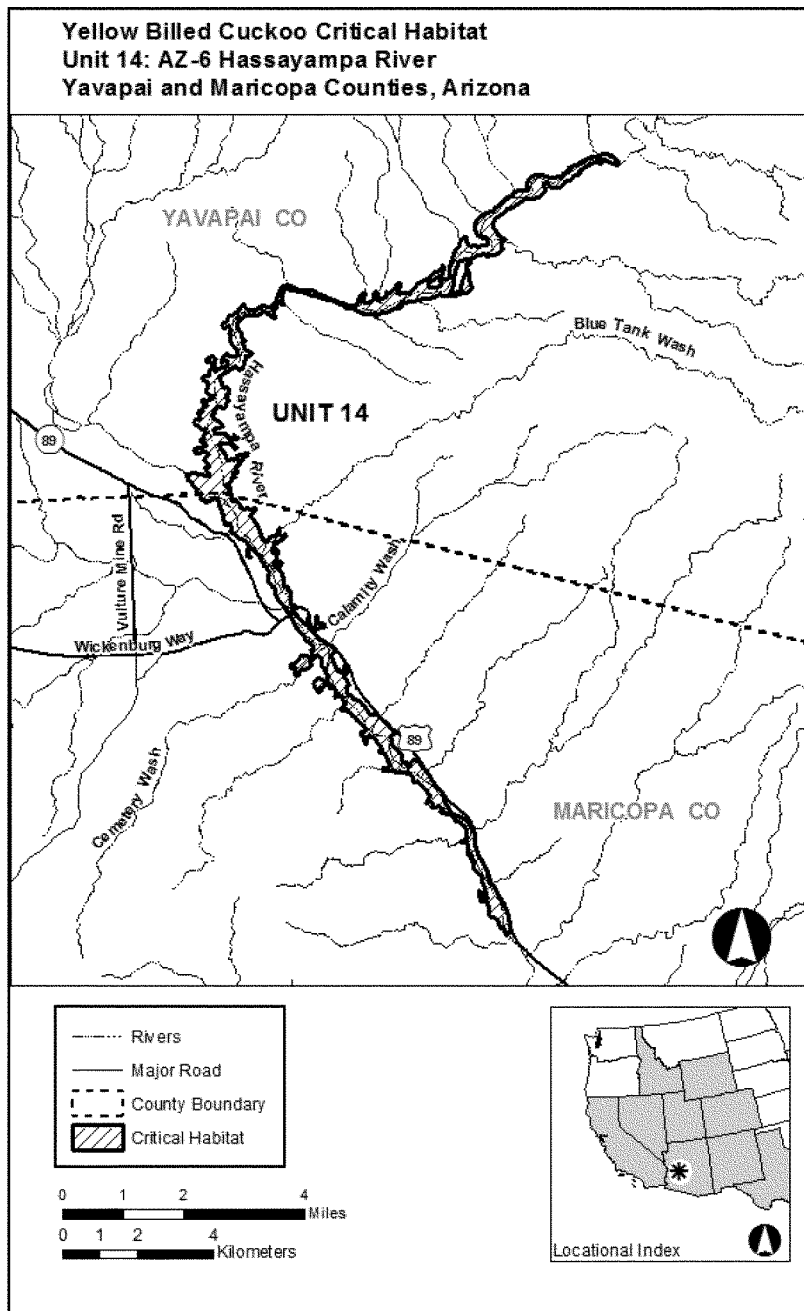 Yellow Billed Cuckoo Critical Habitat
Unit 14: AZ-6 Hassayampa River
Yavapai and Maricopa Counties, Arizona
YAVAPAI CO
Blue Tank Wash
Hassayampa River
UNIT 14
89
Vulture Mine Rd
Calamity Wash
Wickenburg Way
89
Cemetery Wash
MARICOPA CO
Rivers
Major Road
County Boundary
Critical Habitat
0 1 2 4
Miles
0 1 2 4
Kilometers
Locational Index